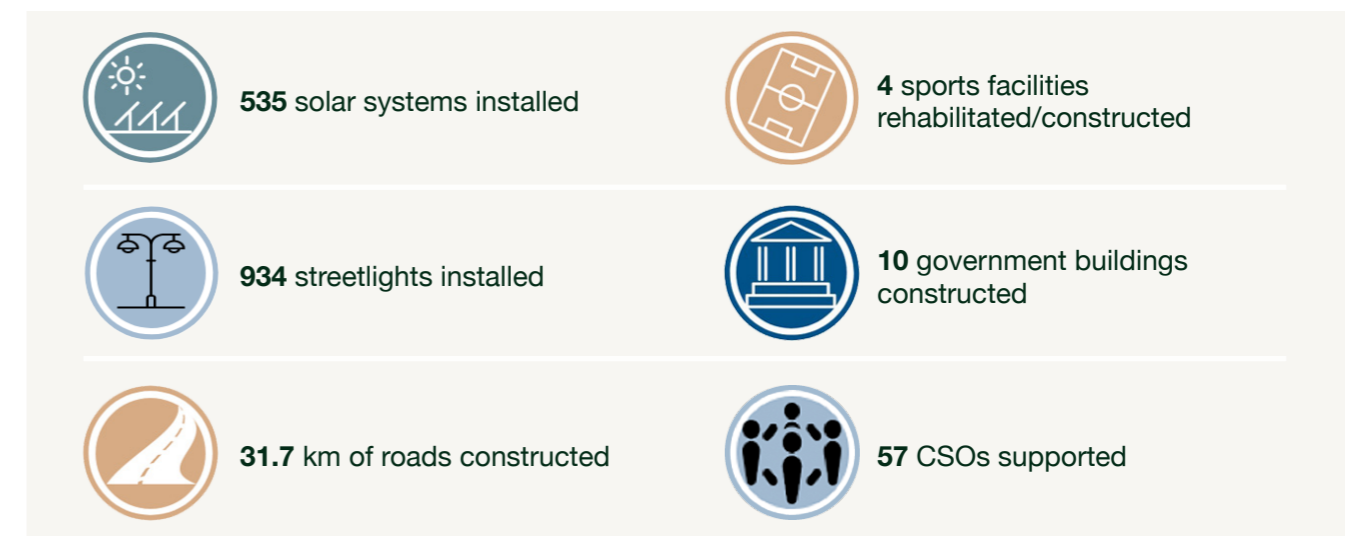 535 solar systems installed
4 sports facilities
rehabilitated/constructed
934 streetlights installed
10 government buildings
constructed
31.7 km of roads constructed
57 CSOs supported